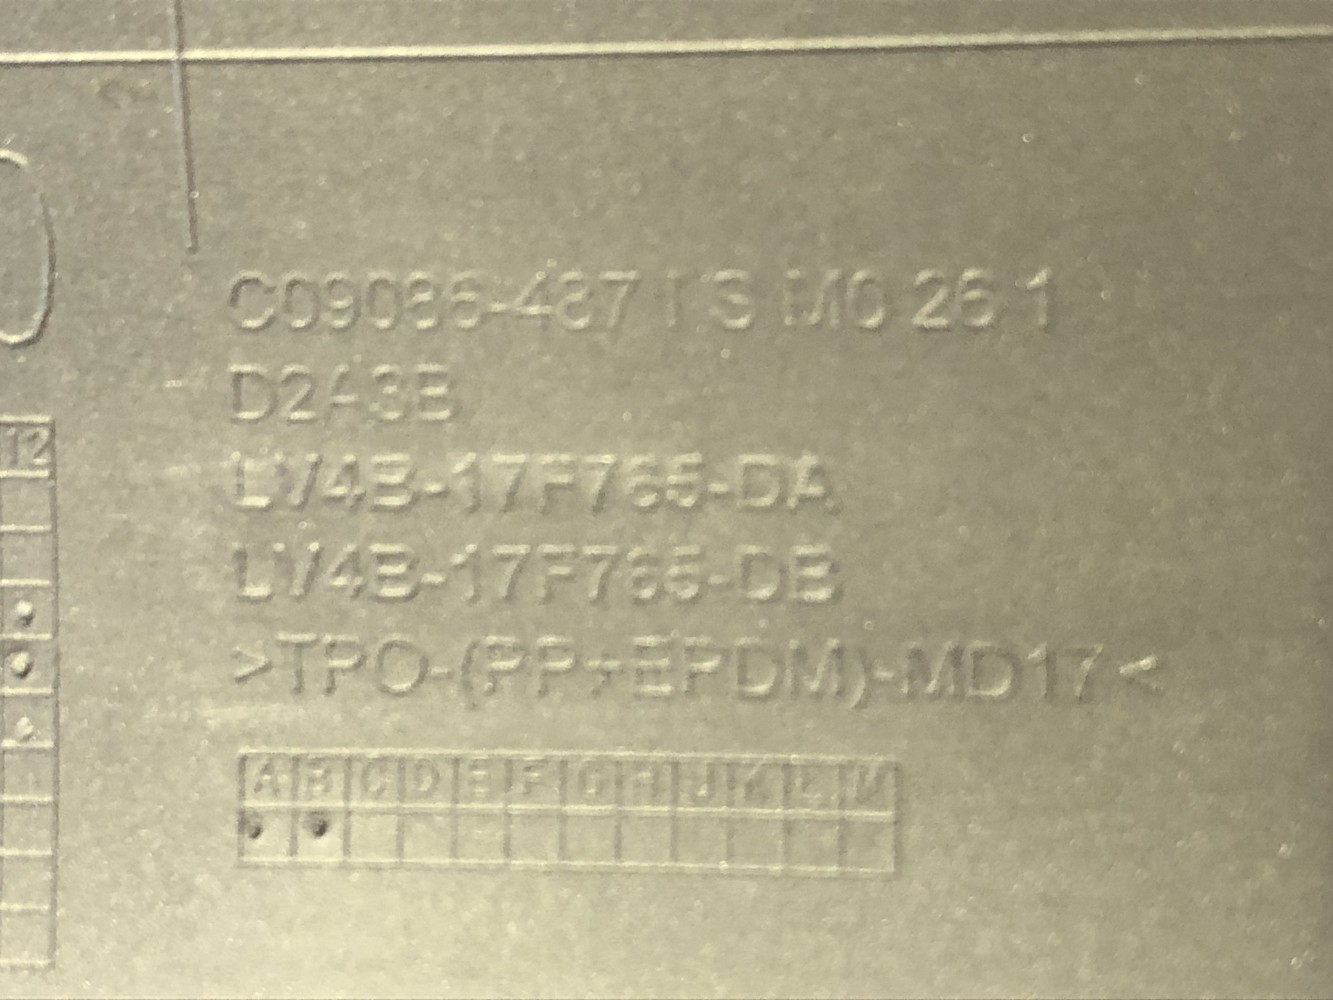 12
C09086-487 I S M0 26 1
D2A3B
LV4B-17F765-DA
LV4B-17F765-DB
>TPO-(PP+EPDM)-MD17<
A B C D E F G H J K L M